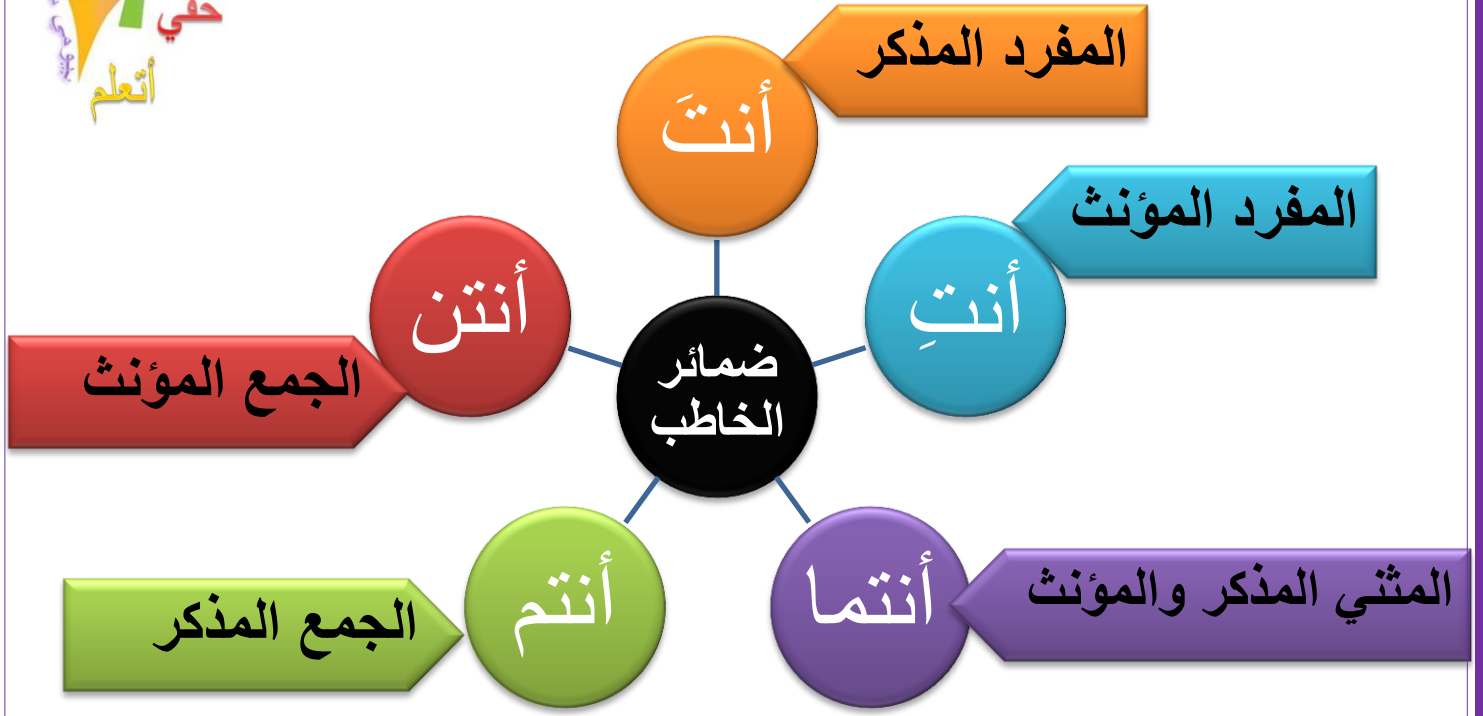 حقي
أتعلم
المفرد المذكر
أنتَ
المفرد المؤنث
أنتِ
أنتن
الجمع المؤنث
ضمائر
الخاطب
المثني المذكر والمؤنث
أنتما
أنتم
الجمع المذكر